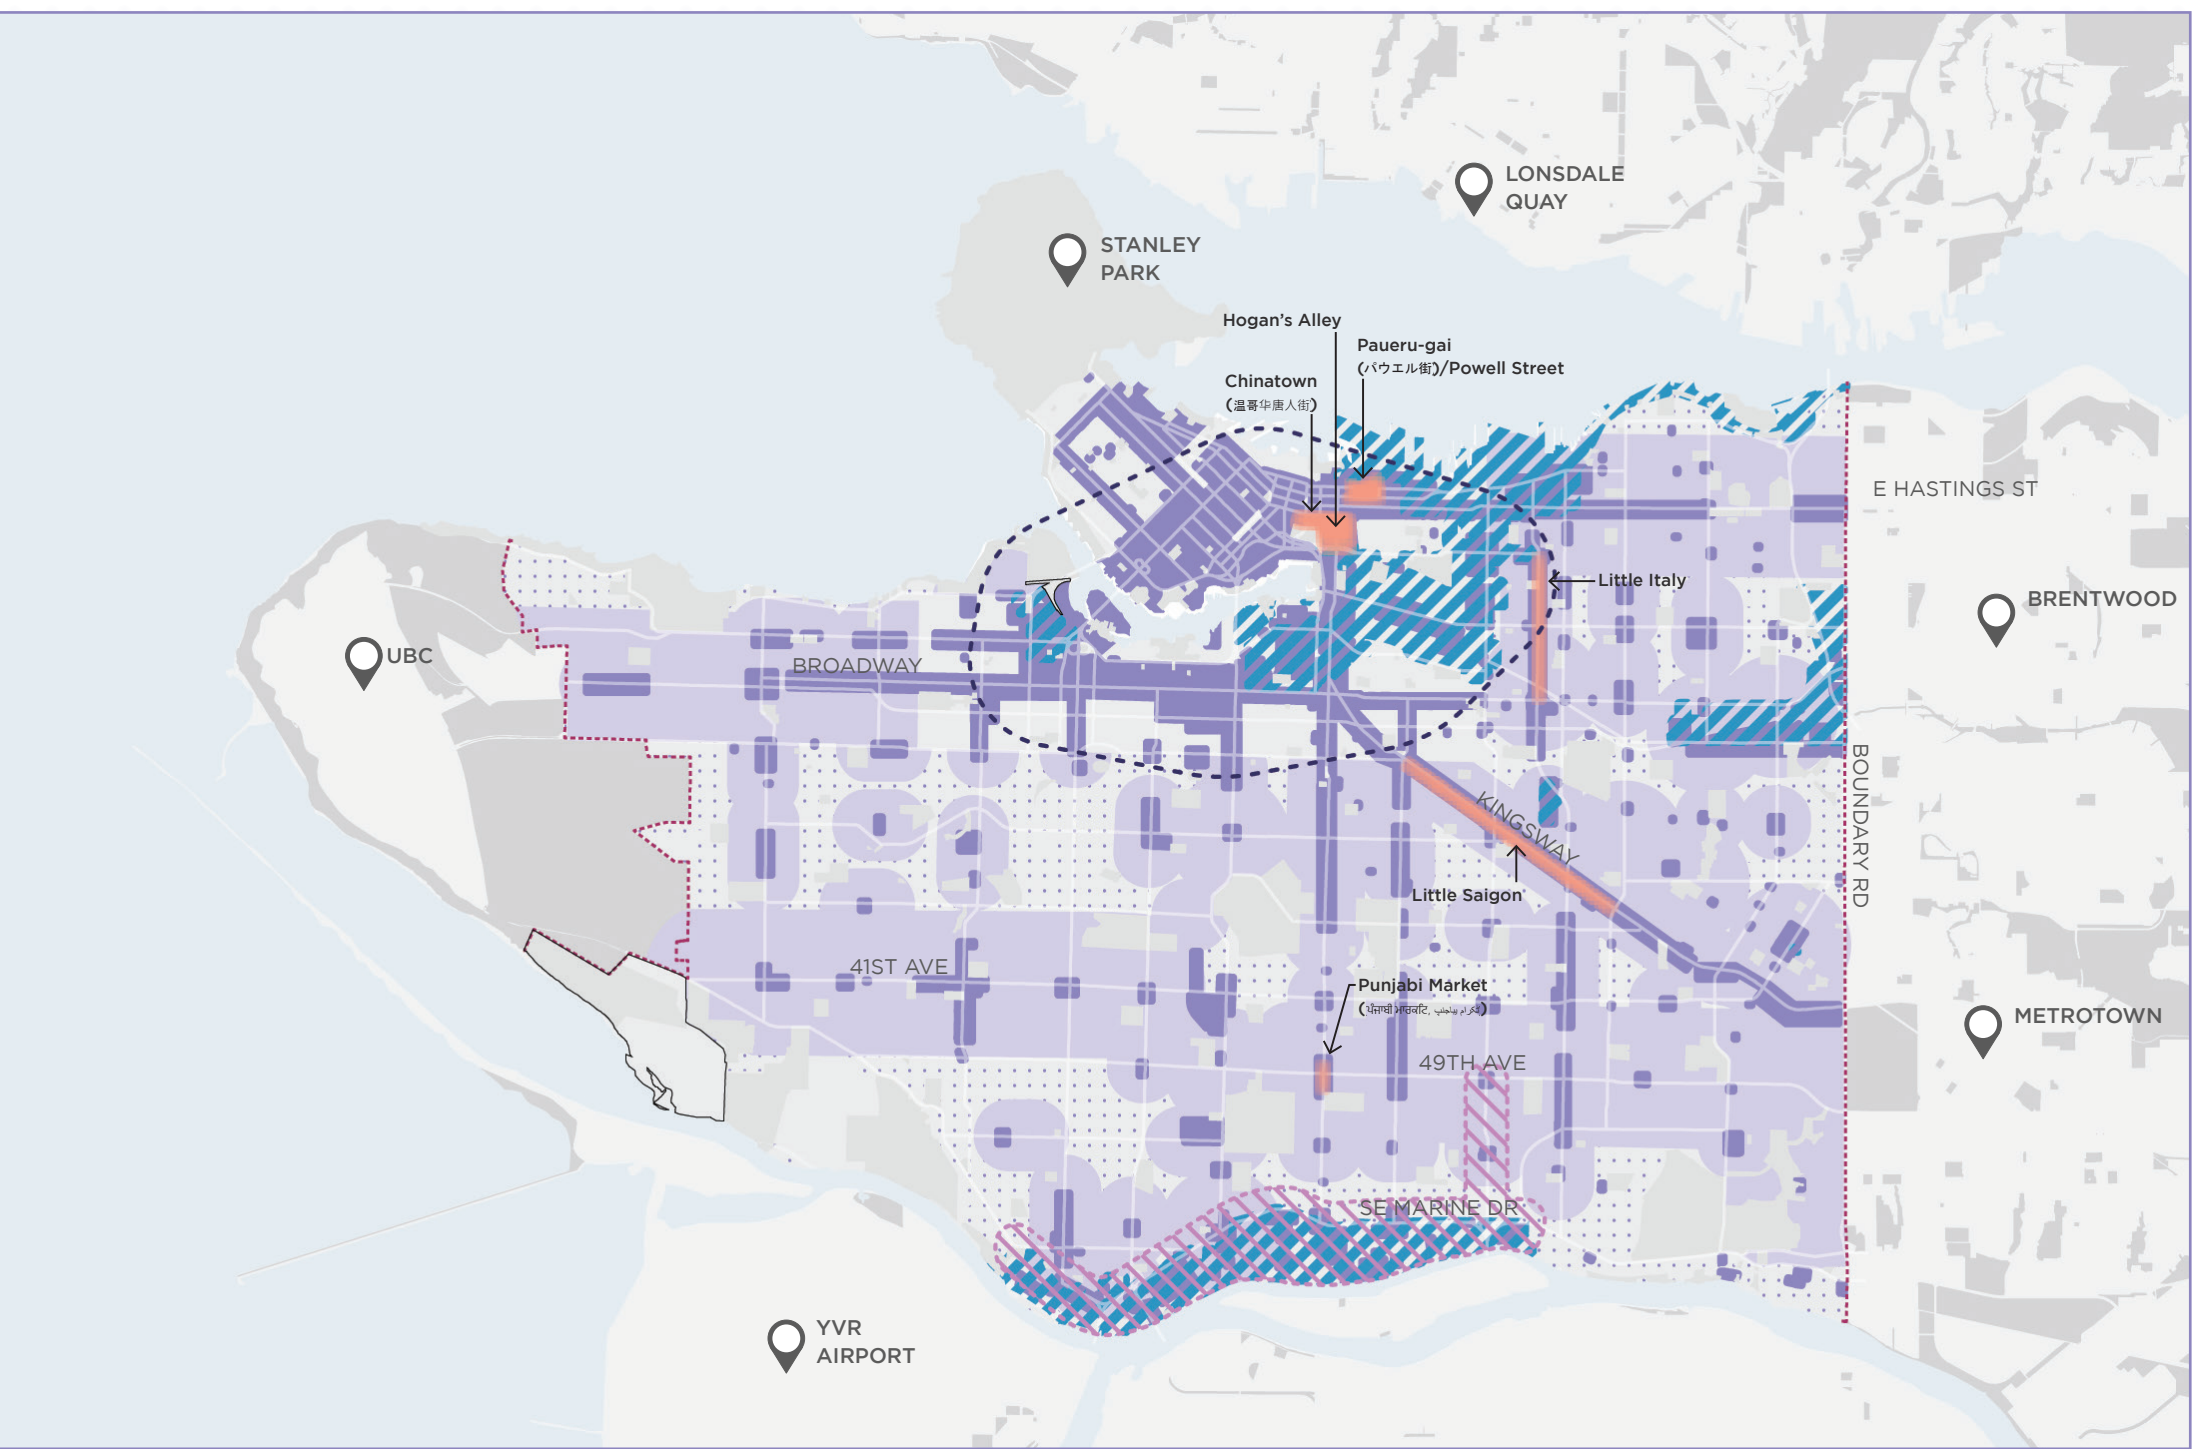 LONSDALE
QUAY
STANLEY
PARK
Hogan's Alley
Paueru-gai
(パウエル街)/Powell Street
Chinatown
(温哥华唐人街)
E HASTINGS ST
Little Italy
BRENTWOOD
UBC
BROADWAY
BOUNDARY RD
KINGSWAY
Little Saigon
41ST AVE
Punjabi Market
METROTOWN
49TH AVE
SE MARINE DR
YVR
AIRPORT